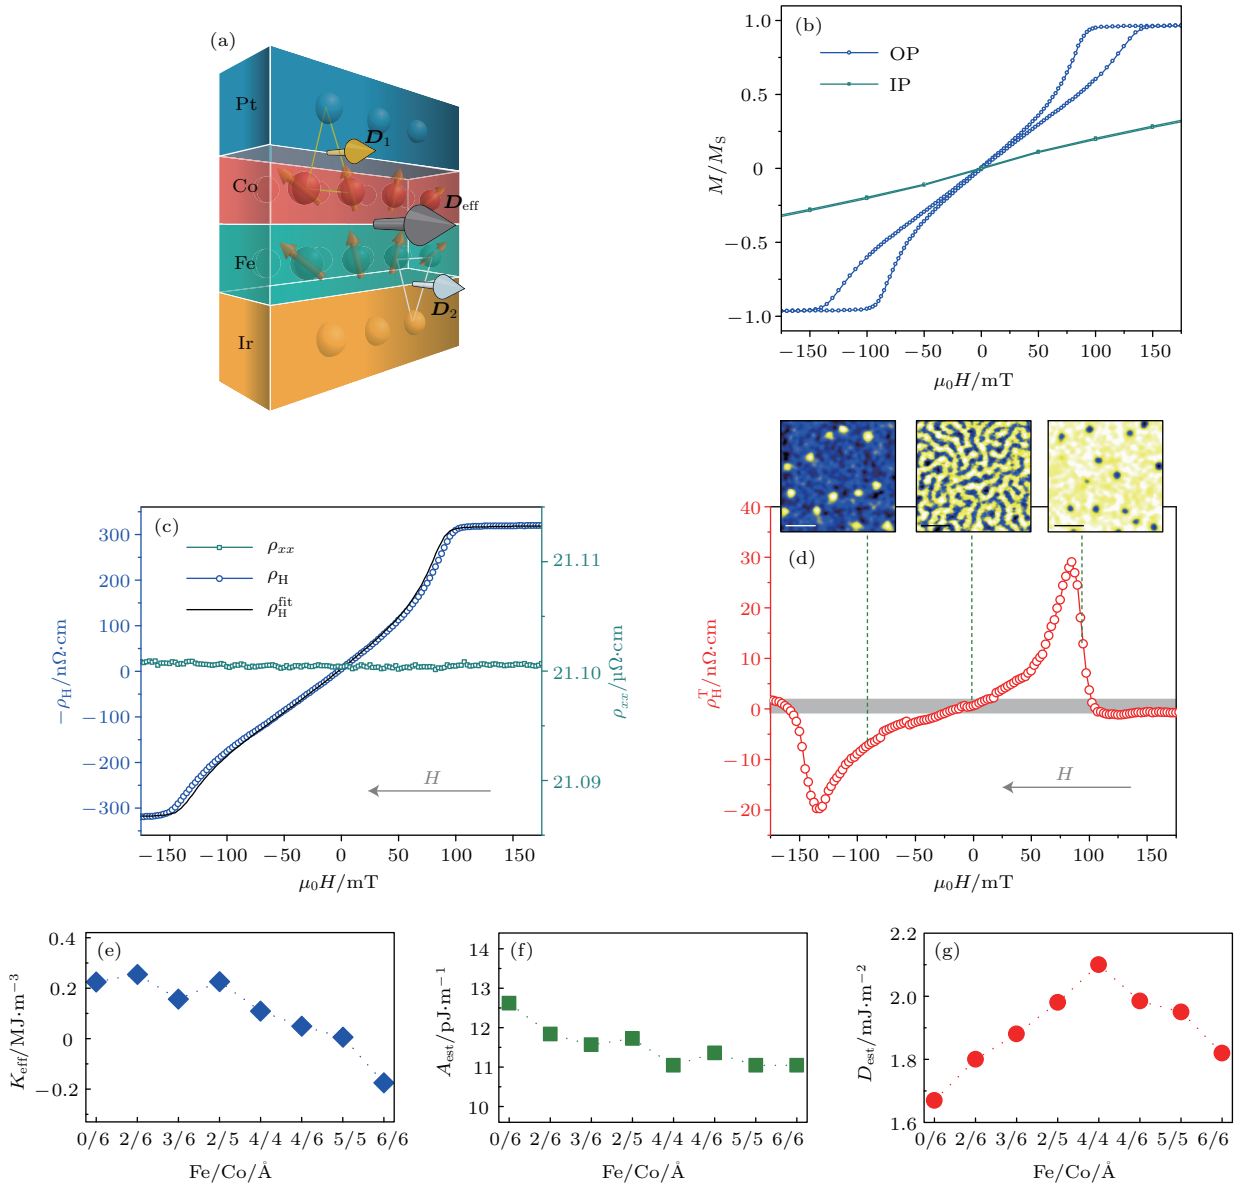 (a)
Pt
D1
Co
Deff
Fe
D2
Ir
(b)
OP
IP
M/MS
1.0
0.5
0
−0.5
−1.0
−150 −100 −50 0 50 100 150
μ0H/mT
(c)
ρxx
ρH
ρH^fit
−ρH/nΩ·cm
300
200
100
0
−100
−200
−300
21.11
21.10
21.09
ρxx/μΩ·cm
H
−150 −100 −50 0 50 100 150
μ0H/mT
(d)
ρH^T/nΩ·cm
40
30
20
10
0
−10
−20
H
−150 −100 −50 0 50 100 150
μ0H/mT
(e)
Keff/MJ·m−3
0.4
0.2
0
−0.2
0/6 2/6 3/6 2/5 4/4 4/6 5/5 6/6
Fe/Co/Å
(f)
Aest/pJ·m−1
14
13
12
11
10
0/6 2/6 3/6 2/5 4/4 4/6 5/5 6/6
Fe/Co/Å
(g)
Dest/mJ·m−2
2.2
2.0
1.8
1.6
0/6 2/6 3/6 2/5 4/4 4/6 5/5 6/6
Fe/Co/Å